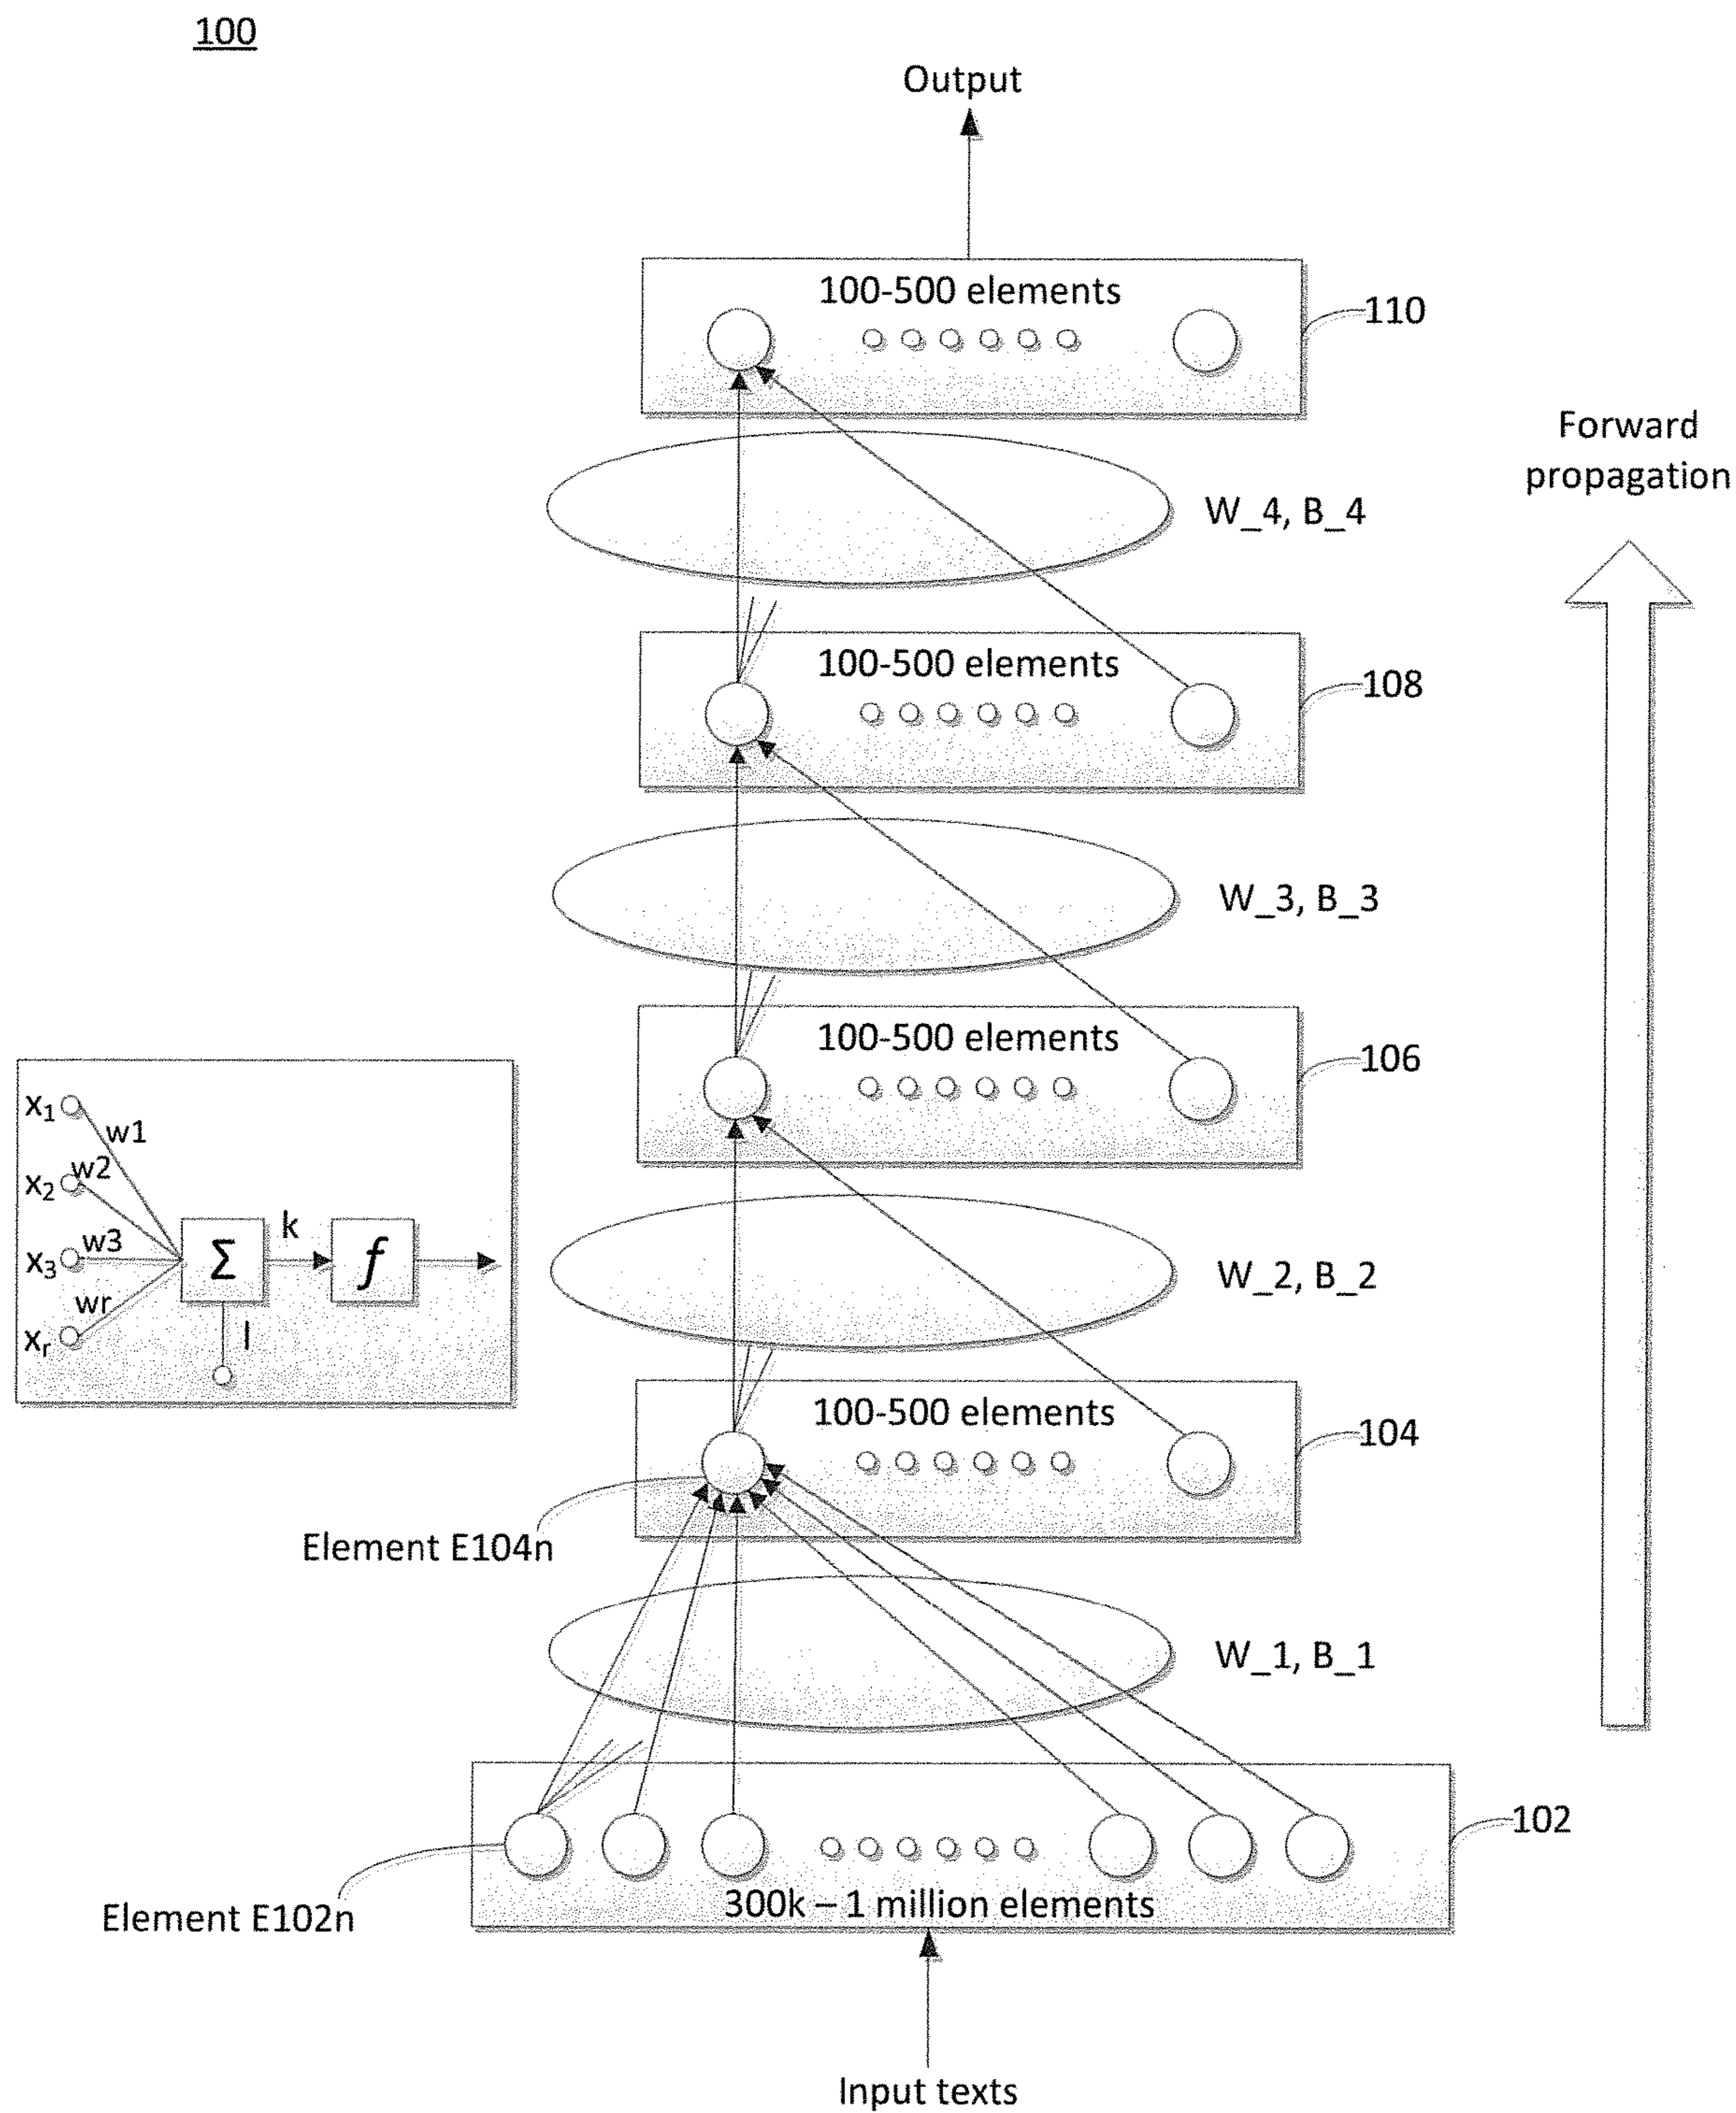 100
Output
100-500 elements
110
Forward
propagation
W_4, B_4
100-500 elements
108
W_3, B_3
100-500 elements
106
x1
w1
x2
w2
x3
w3
xr
wr
Σ
k
f
l
W_2, B_2
100-500 elements
104
Element E104n
W_1, B_1
102
300k – 1 million elements
Element E102n
Input texts